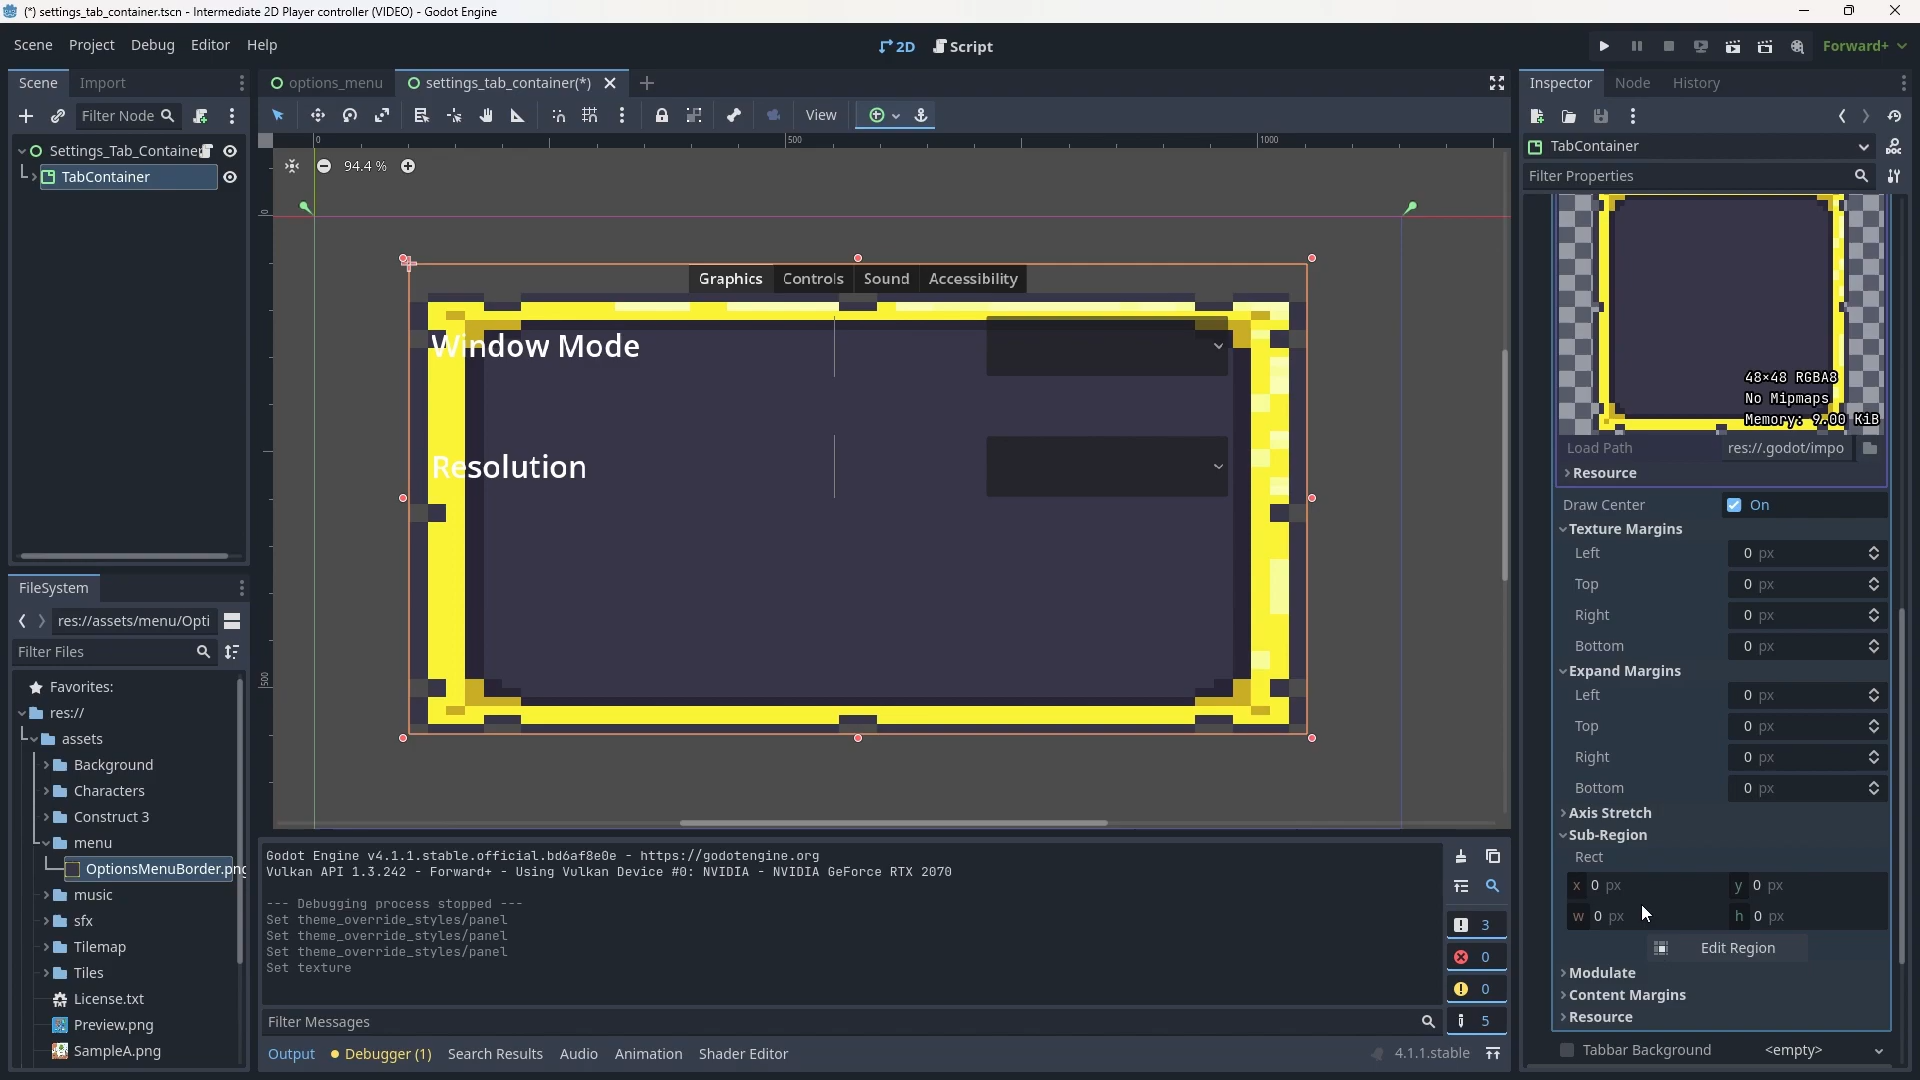 (*) settings_tab_container.tscn - Intermediate 2D Player controller (VIDEO) - Godot Engine
Scene Project Debug Editor Help
2D Script
Forward+
Scene Import
options_menu settings_tab_container(*)
Inspector Node History
Filter Node
View
Settings_Tab_Container
TabContainer
94.4 %
0 500 1000
0
500
Graphics Controls Sound Accessibility
Window Mode
Resolution
TabContainer
Filter Properties
48×48 RGBA8
No Mipmaps
Memory: 9.00 KiB
Load Path res://.godot/impo
Resource
Draw Center On
Texture Margins
Left 0 px
Top 0 px
Right 0 px
Bottom 0 px
Expand Margins
Left 0 px
Top 0 px
Right 0 px
Bottom 0 px
Axis Stretch
Sub-Region
Rect
x 0 px y 0 px
w 0 px h 0 px
Edit Region
Modulate
Content Margins
Resource
Tabbar Background <empty>
FileSystem
res://assets/menu/Opti
Filter Files
Favorites:
res://
assets
Background
Characters
Construct 3
menu
OptionsMenuBorder.png
music
sfx
Tilemap
Tiles
License.txt
Preview.png
SampleA.png
Godot Engine v4.1.1.stable.official.bd6af8e0e - https://godotengine.org
Vulkan API 1.3.242 - Forward+ - Using Vulkan Device #0: NVIDIA - NVIDIA GeForce RTX 2070
--- Debugging process stopped ---
Set theme_override_styles/panel
Set theme_override_styles/panel
Set theme_override_styles/panel
Set texture
3
0
0
5
Filter Messages
Output Debugger (1) Search Results Audio Animation Shader Editor
4.1.1.stable